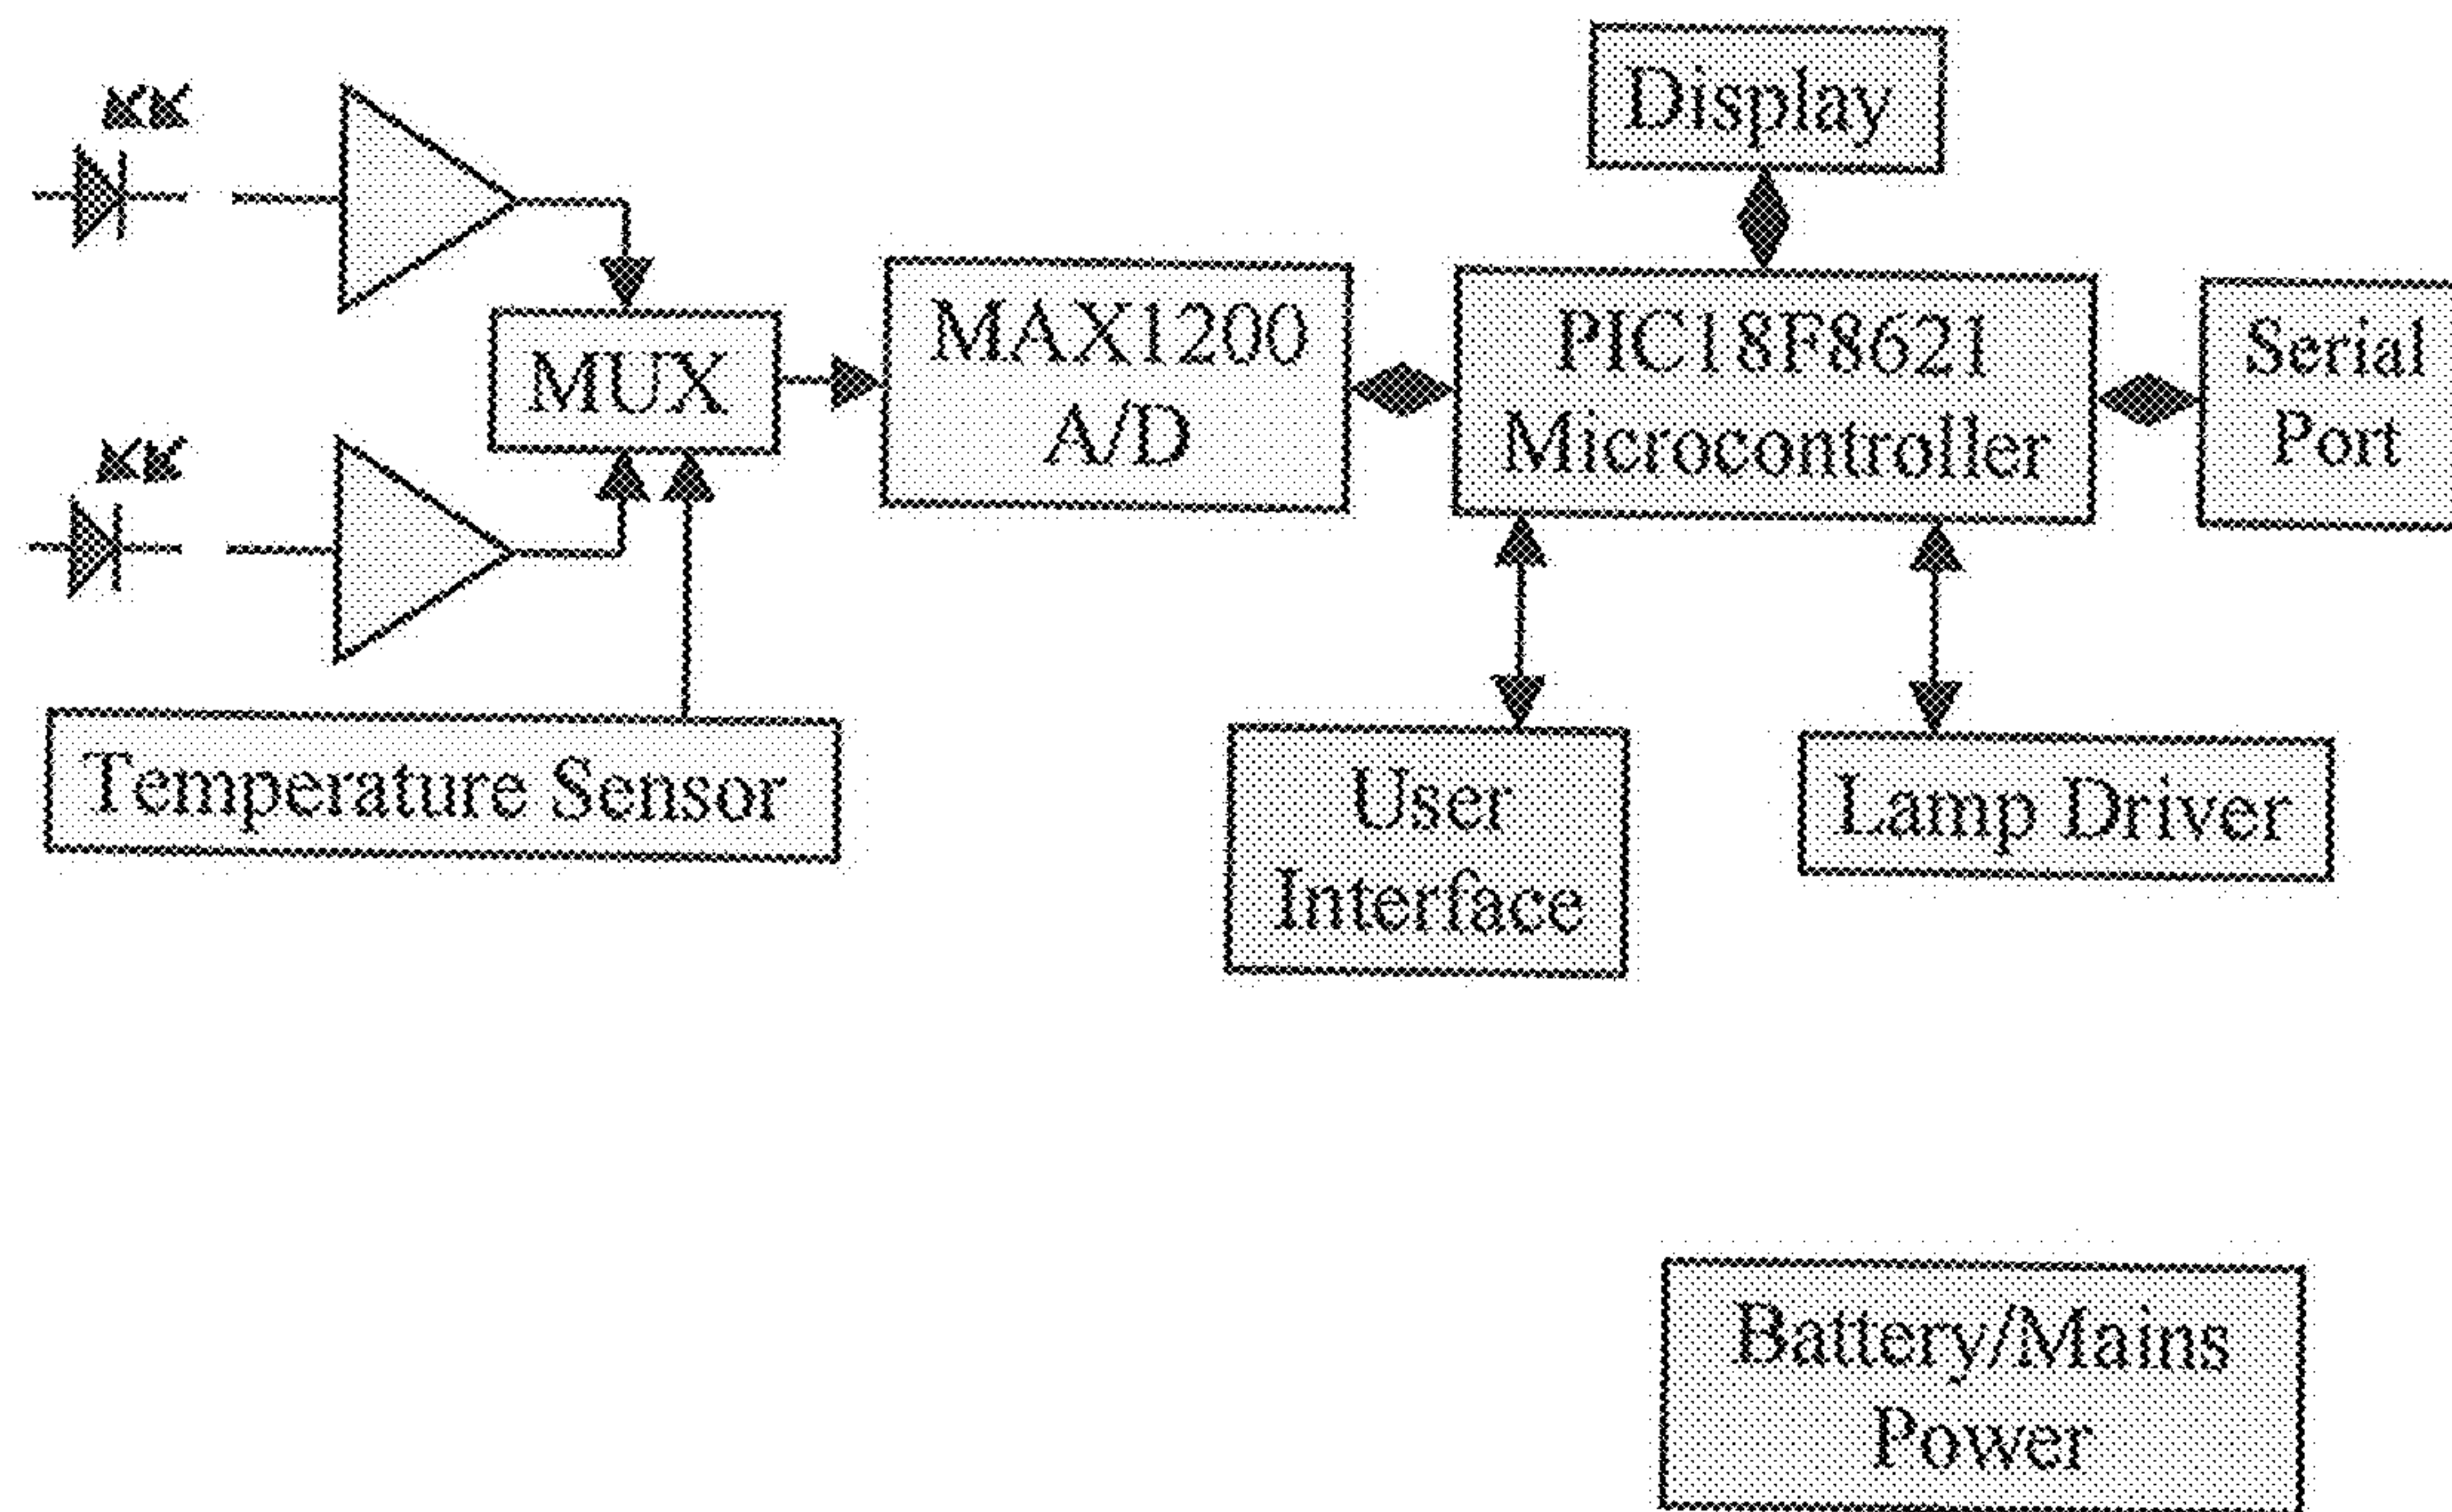 Display
MUX
MAX1200
A/D
PIC18F8621
Microcontroller
Serial
Port
Temperature Sensor
User
Interface
Lamp Driver
Battery/Mains
Power